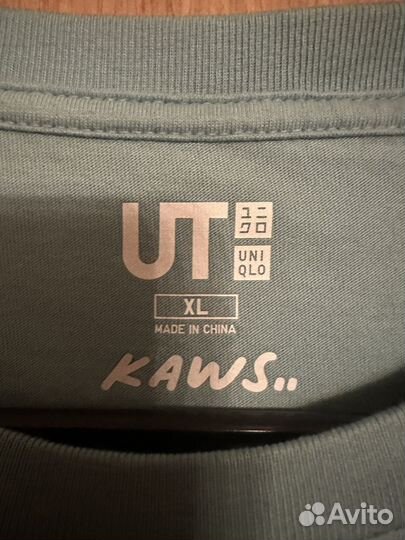 UT ユニ
クロ
UNI
QLO
XL
MADE IN CHINA
KAWS..
Avito